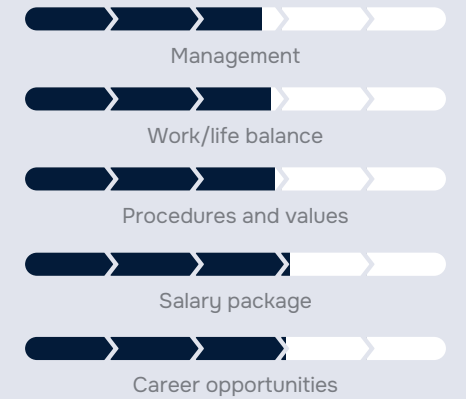 Management
Work/life balance
Procedures and values
Salary package
Career opportunities